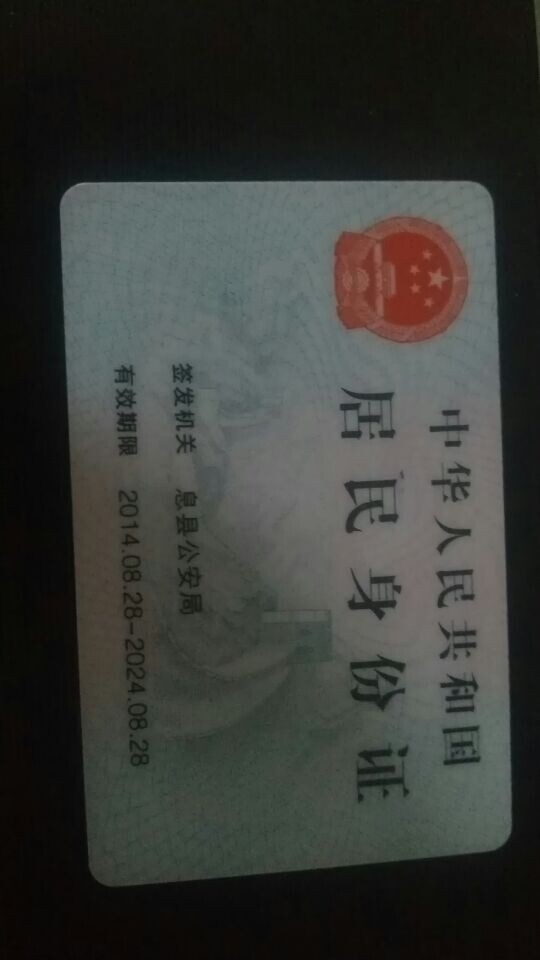 中华人民共和国
居民身份证
签发机关 息县公安局
有效期限 2014.08.28-2024.08.28